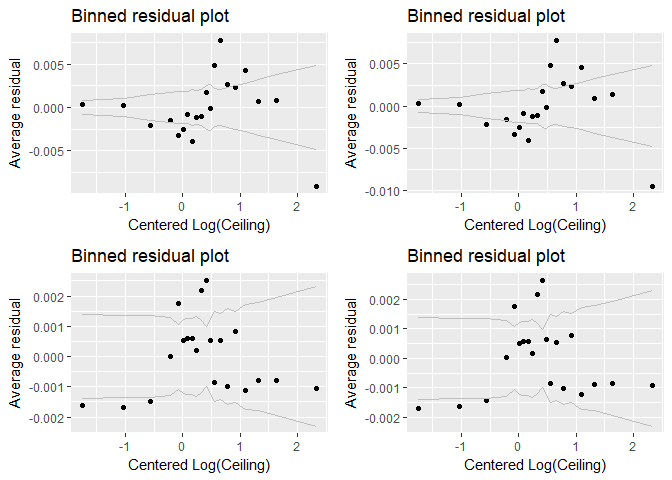 Binned residual plot
Average residual
0.005
0.000
-0.005
-1
0
1
2
Centered Log(Ceiling)
Binned residual plot
Average residual
0.005
0.000
-0.005
-0.010
-1
0
1
2
Centered Log(Ceiling)
Binned residual plot
Average residual
0.002
0.001
0.000
-0.001
-0.002
-1
0
1
2
Centered Log(Ceiling)
Binned residual plot
Average residual
0.002
0.001
0.000
-0.001
-0.002
-1
0
1
2
Centered Log(Ceiling)